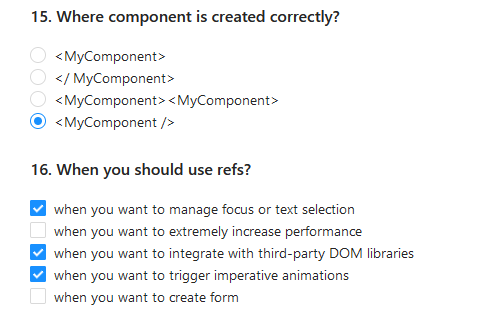 15. Where component is created correctly?
<MyComponent>
</ MyComponent>
<MyComponent> <MyComponent>
<MyComponent />
16. When you should use refs?
when you want to manage focus or text selection
when you want to extremely increase performance
when you want to integrate with third-party DOM libraries
when you want to trigger imperative animations
when you want to create form